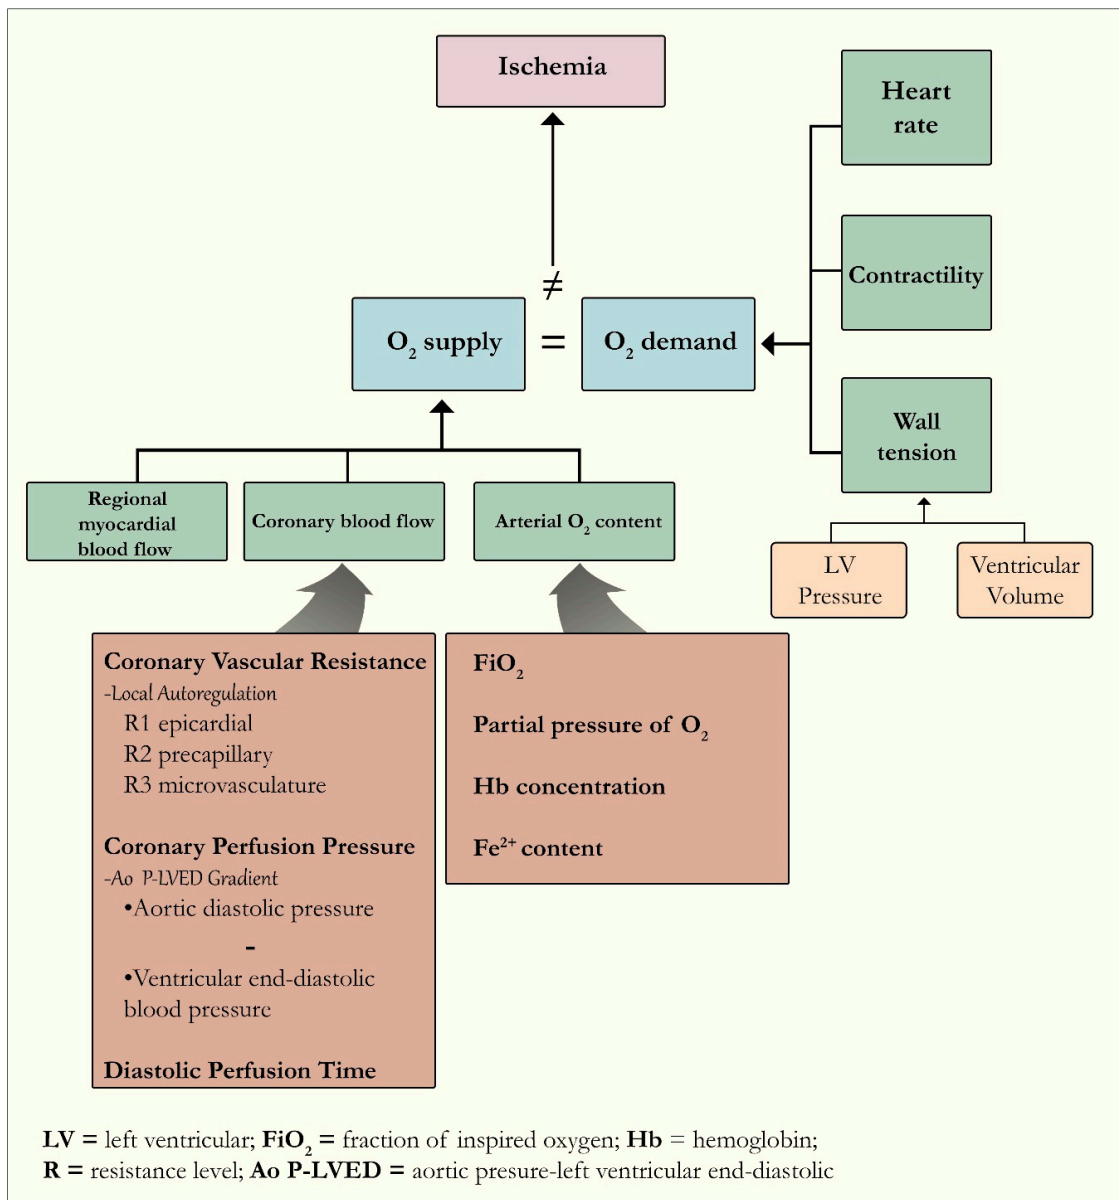 Ischemia
Heart
rate
Contractility
Wall
tension
LV
Pressure
Ventricular
Volume
≠
O₂ supply
=
O₂ demand
Regional
myocardial
blood flow
Coronary blood flow
Arterial O₂ content
Coronary Vascular Resistance
-Local Autoregulation
R1 epicardial
R2 precapillary
R3 microvasculature
Coronary Perfusion Pressure
-Ao P-LVED Gradient
•Aortic diastolic pressure
-
•Ventricular end-diastolic
blood pressure
Diastolic Perfusion Time
FiO₂
Partial pressure of O₂
Hb concentration
Fe²⁺ content
LV = left ventricular; FiO₂ = fraction of inspired oxygen; Hb = hemoglobin;
R = resistance level; Ao P-LVED = aortic presure-left ventricular end-diastolic